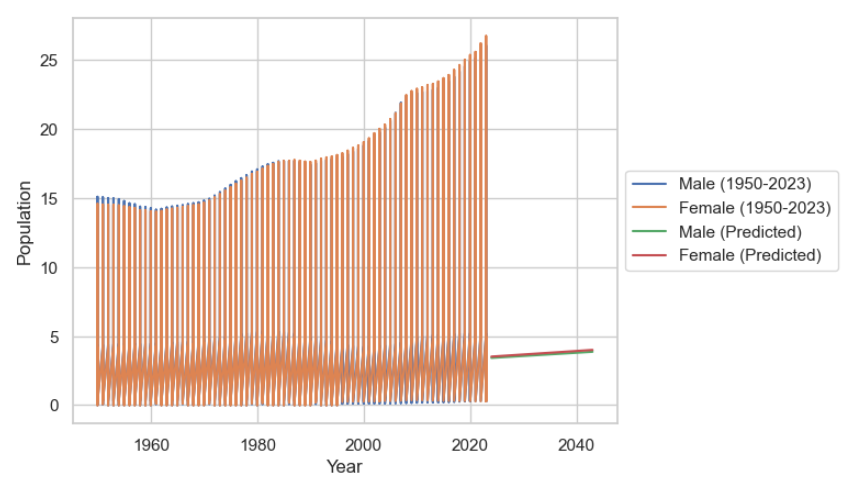 25
20
15
10
5
0
Population
1960
1980
2000
2020
2040
Year
Male (1950-2023)
Female (1950-2023)
Male (Predicted)
Female (Predicted)